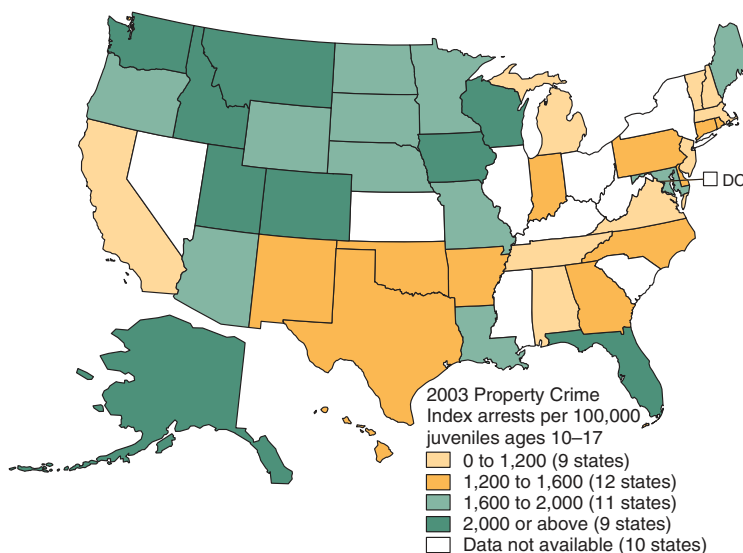 DC
2003 Property Crime
Index arrests per 100,000
juveniles ages 10–17
0 to 1,200 (9 states)
1,200 to 1,600 (12 states)
1,600 to 2,000 (11 states)
2,000 or above (9 states)
Data not available (10 states)